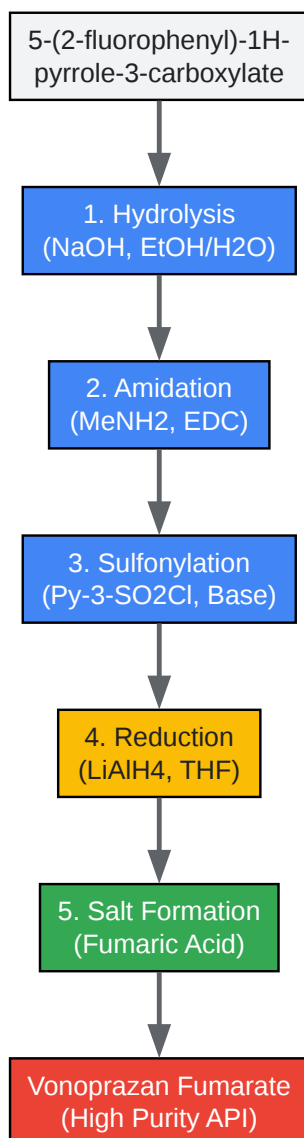 5-(2-fluorophenyl)-1H-
pyrrole-3-carboxylate
1. Hydrolysis
(NaOH, EtOH/H2O)
2. Amidation
(MeNH2, EDC)
3. Sulfonylation
(Py-3-SO2Cl, Base)
4. Reduction
(LiAlH4, THF)
5. Salt Formation
(Fumaric Acid)
Vonoprazan Fumarate
(High Purity API)